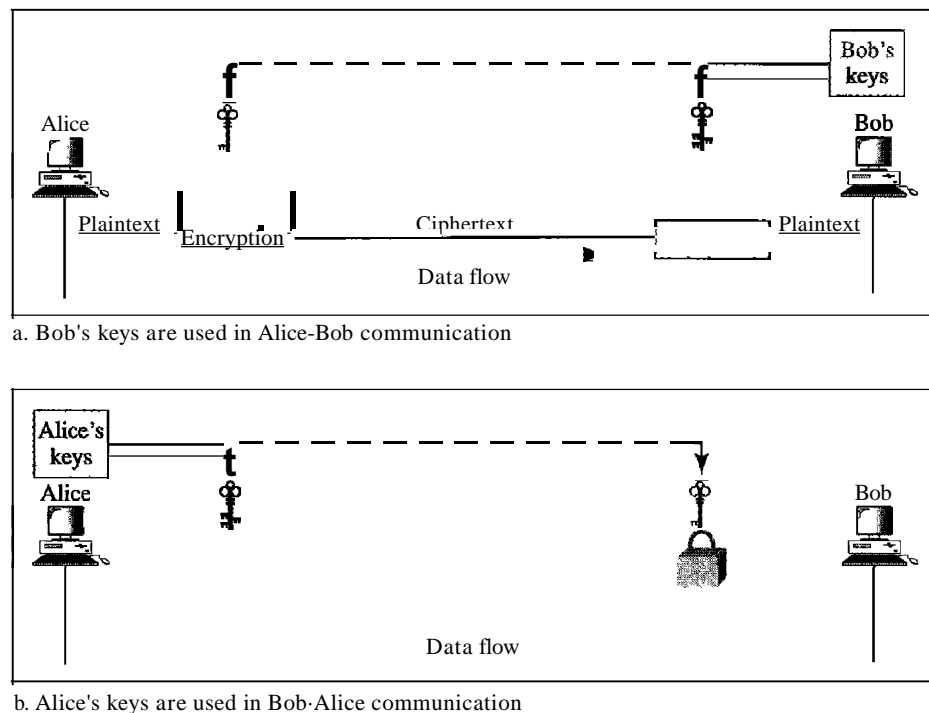 Bob's
keys
Alice
Bob
Plaintext
Encryption
Ciphertext
Plaintext
Data flow
a. Bob's keys are used in Alice-Bob communication
Alice's
keys
Alice
Bob
Data flow
b. Alice's keys are used in Bob·Alice communication